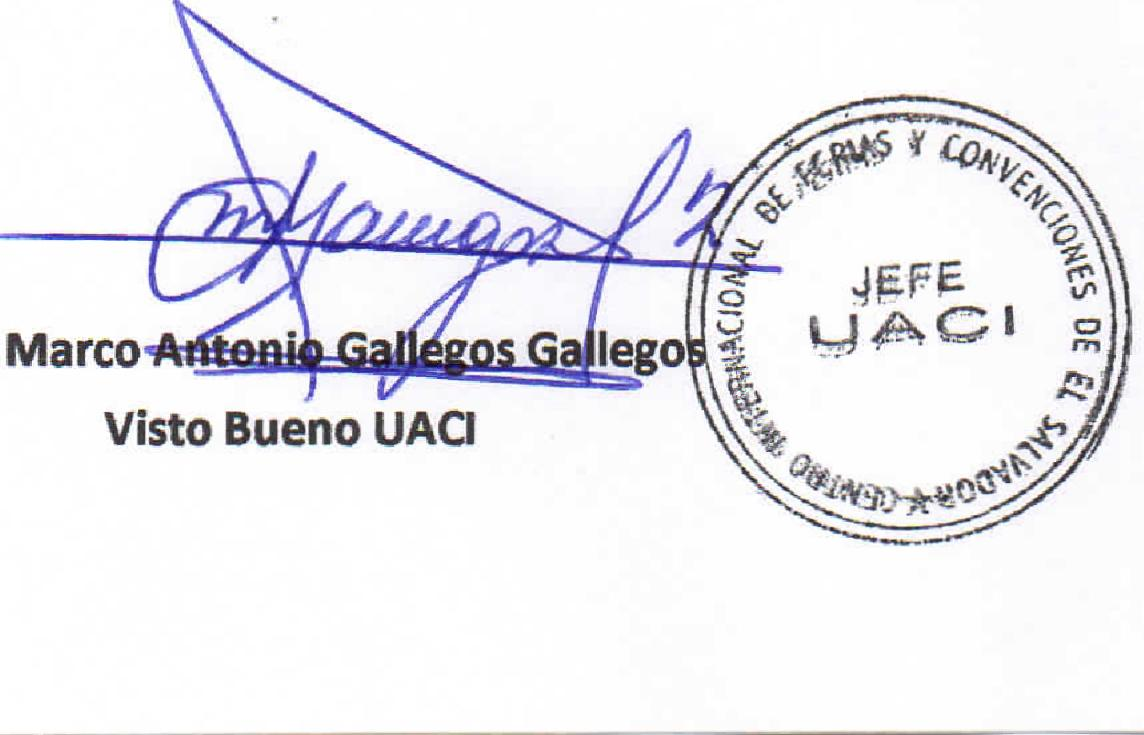 Marco Antonio Gallegos Gallegos
Visto Bueno UACI
CENTRO INTERNACIONAL DE FERIAS Y CONVENCIONES DE EL SALVADOR
JEFE
UACI